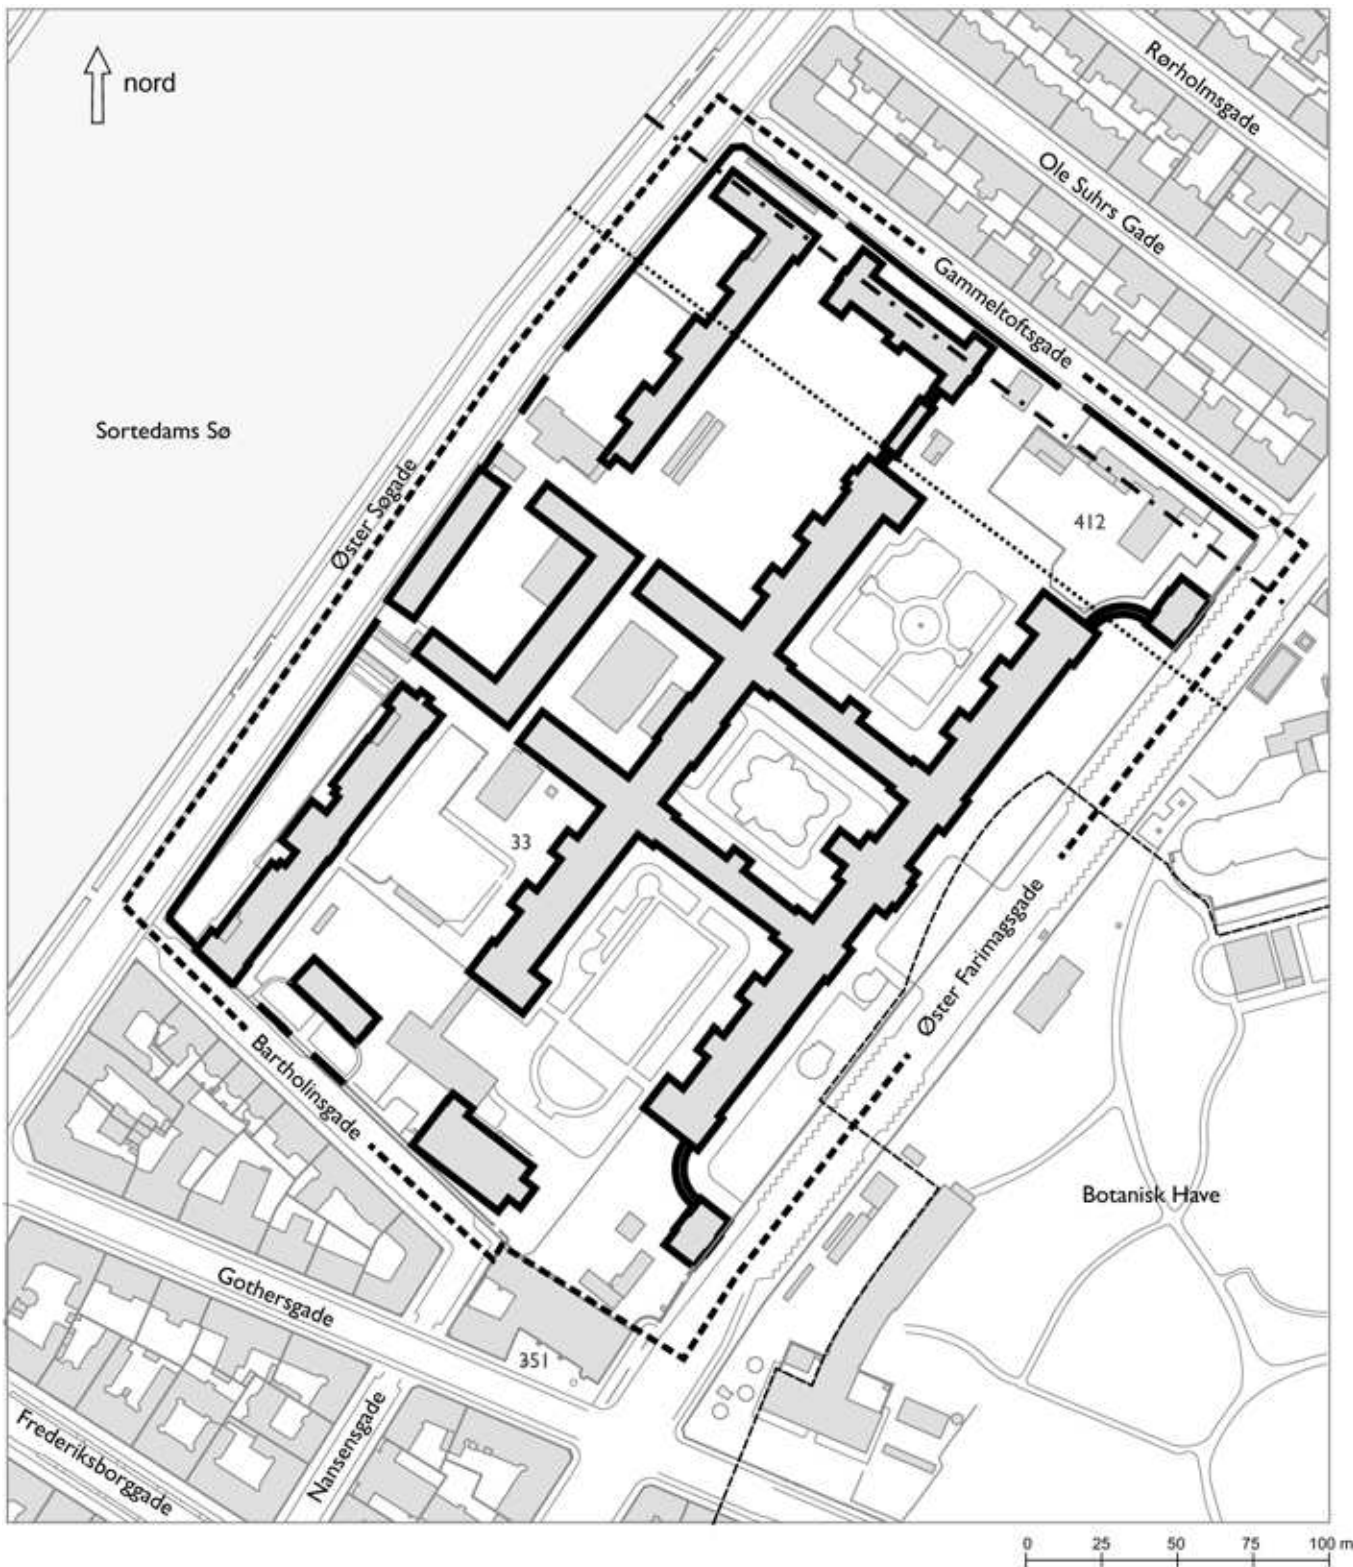 nord
Rørholmsgade
Ole Suhrs Gade
Gammeltoftsgade
Sortedams Sø
Øster Søgade
412
33
Øster Farimagsgade
Bartholinsgade
Botanisk Have
Gothersgade
351
Nansensgade
Frederiksborggade
0 25 50 75 100 m